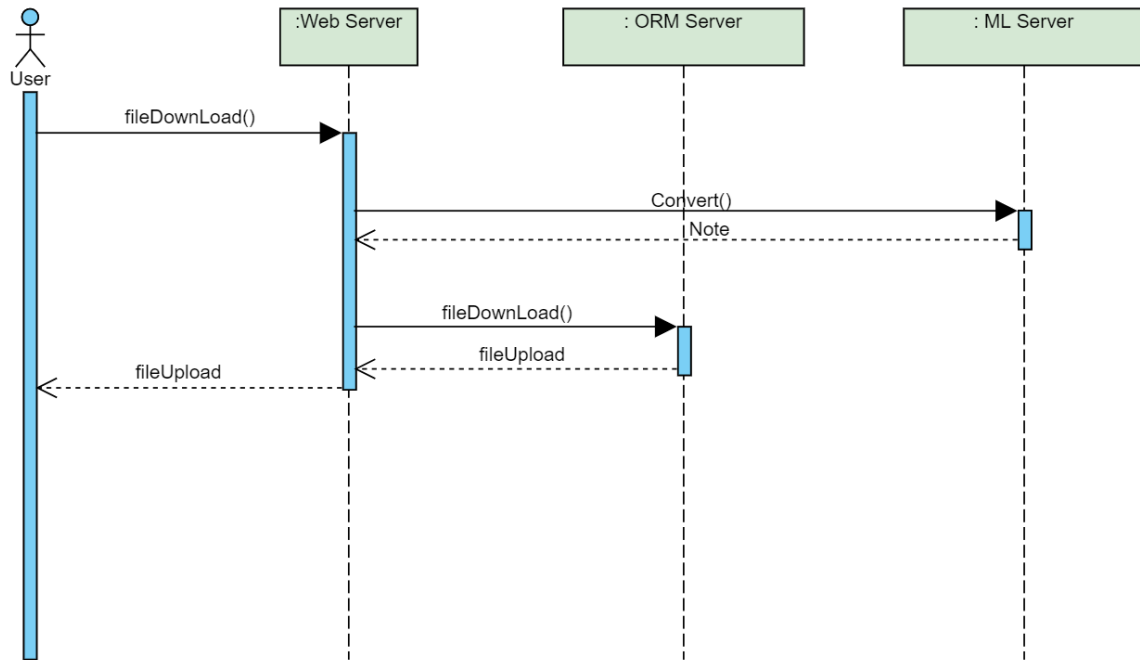 :Web Server
: ORM Server
: ML Server
User
fileDownLoad()
Convert()
Note
fileDownLoad()
fileUpload
fileUpload